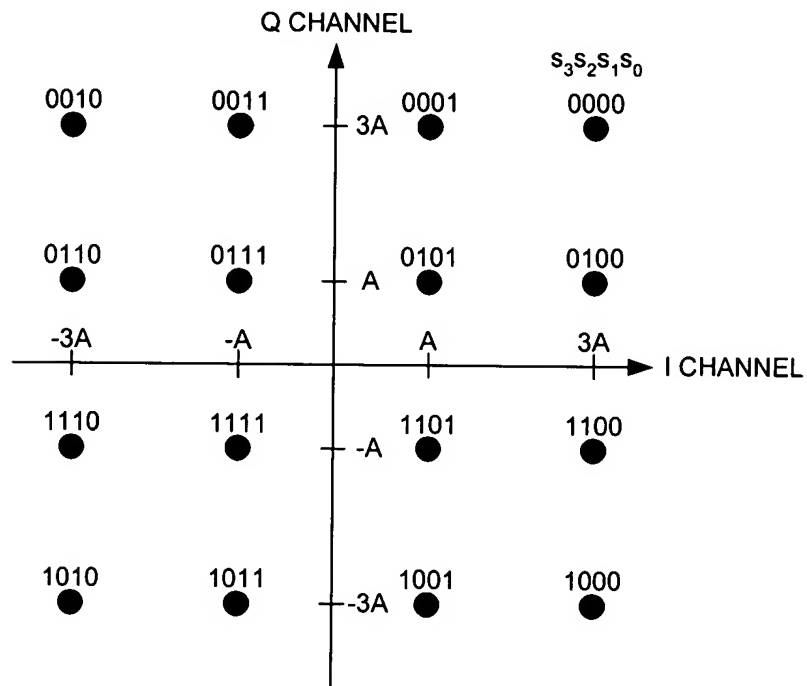 Q CHANNEL
s₃s₂s₁s₀
0010 0011 0001 0000
3A
0110 0111 0101 0100
A
-3A -A A 3A
I CHANNEL
1110 1111 1101 1100
-A
1010 1011 1001 1000
-3A